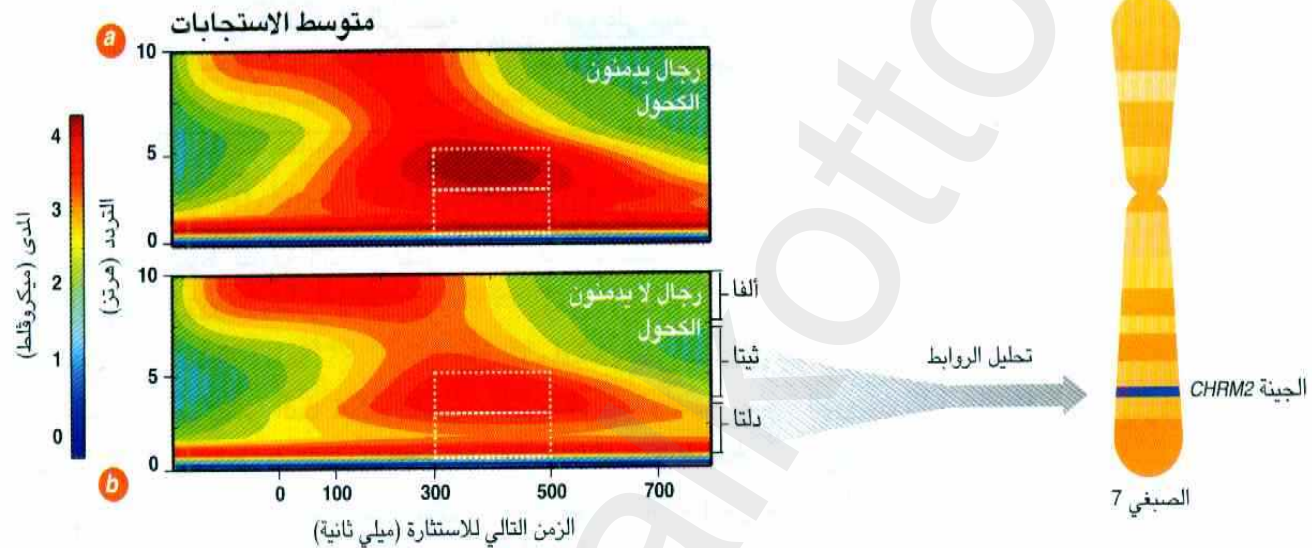 متوسط الاستجابات
a
رجال يدمنون
الكحول
10
5
0
المدى (ميكروڤلط)
4
3
2
1
0
التردد (هرتز)
b
رجال لا يدمنون
الكحول
10
5
0
ألفا
ثيتا
دلتا
0 100 300 500 700
الزمن التالي للاستثارة (ميلي ثانية)
تحليل الروابط
الجينة CHRM2
الصبغي 7